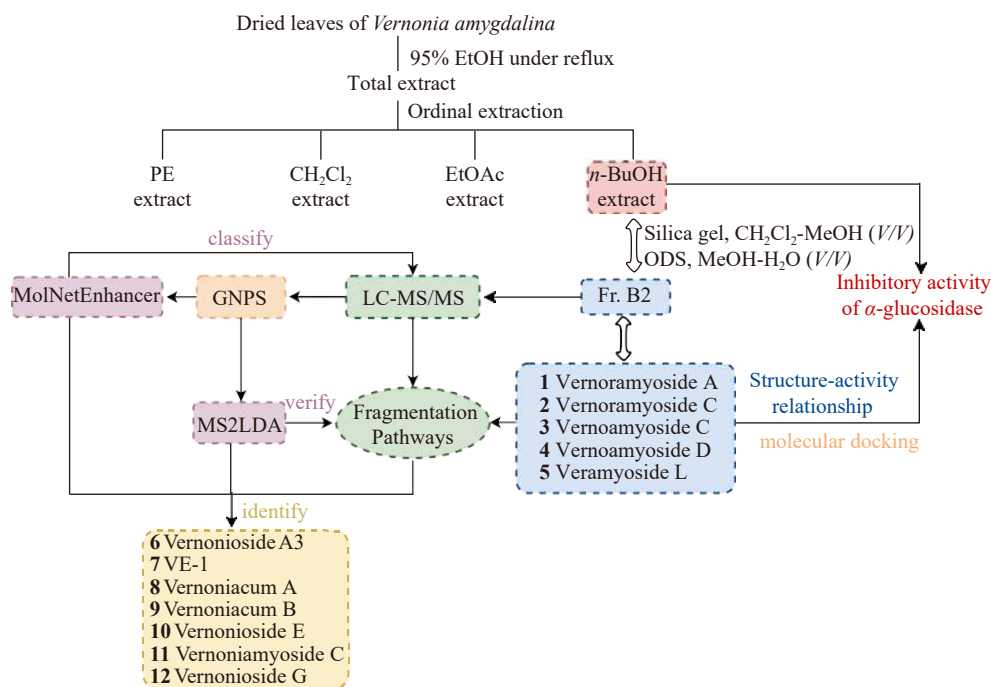 Dried leaves of Vernonia amygdalina
95% EtOH under reflux
Total extract
Ordinal extraction
PE
extract
CH₂Cl₂
extract
EtOAc
extract
n-BuOH
extract
Silica gel, CH₂Cl₂-MeOH (V/V)
ODS, MeOH-H₂O (V/V)
classify
MolNetEnhancer
GNPS
LC-MS/MS
Fr. B2
Inhibitory activity
of α-glucosidase
MS2LDA
verify
Fragmentation
Pathways
1 Vernoramyoside A
2 Vernoramyoside C
3 Vernoamyoside C
4 Vernoamyoside D
5 Veramyoside L
Structure-activity
relationship
molecular docking
identify
6 Vernonioside A3
7 VE-1
8 Vernoniacum A
9 Vernoniacum B
10 Vernonioside E
11 Vernoniamyoside C
12 Vernonioside G